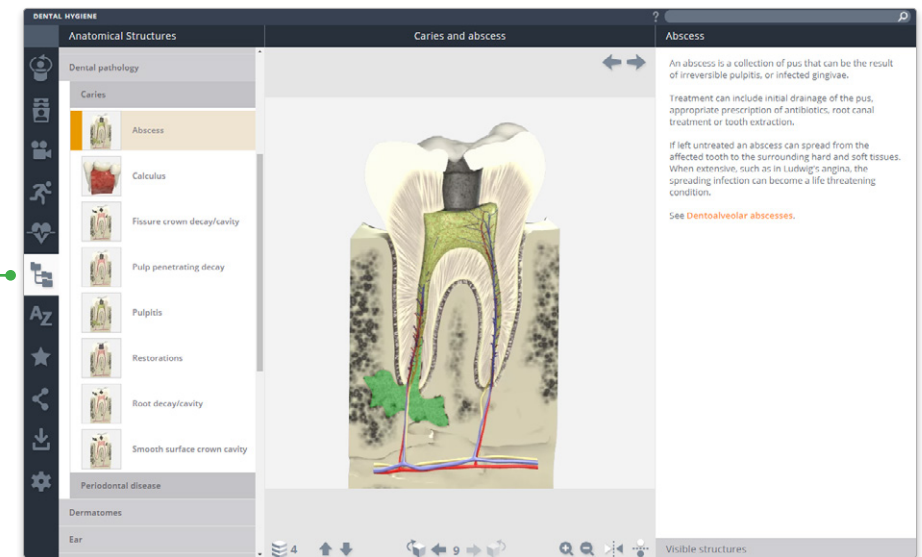 DENTAL HYGIENE
?
Anatomical Structures
Caries and abscess
Abscess
Dental pathology
Caries
Abscess
Calculus
Fissure crown decay/cavity
Pulp penetrating decay
Pulpitis
Restorations
Root decay/cavity
Smooth surface crown cavity
Periodontal disease
Dermatomes
Ear
AZ
An abscess is a collection of pus that can be the result
of irreversible pulpitis, or infected gingivae.
Treatment can include initial drainage of the pus,
appropriate prescription of antibiotics, root canal
treatment or tooth extraction.
If left untreated an abscess can spread from the
affected tooth to the surrounding hard and soft tissues.
When extensive, such as in Ludwig's angina, the
spreading infection can become a life threatening
condition.
See Dentoalveolar abscesses.
4
9
Visible structures